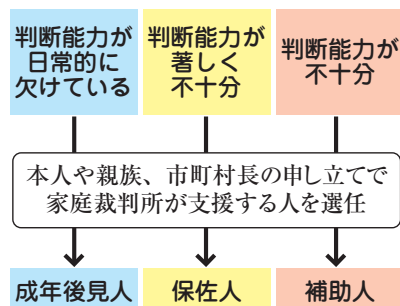 判断能力が
日常的に
欠けている
判断能力が
著しく
不十分
判断能力が
不十分
本人や親族、市町村長の申し立てで
家庭裁判所が支援する人を選任
成年後見人
保佐人
補助人